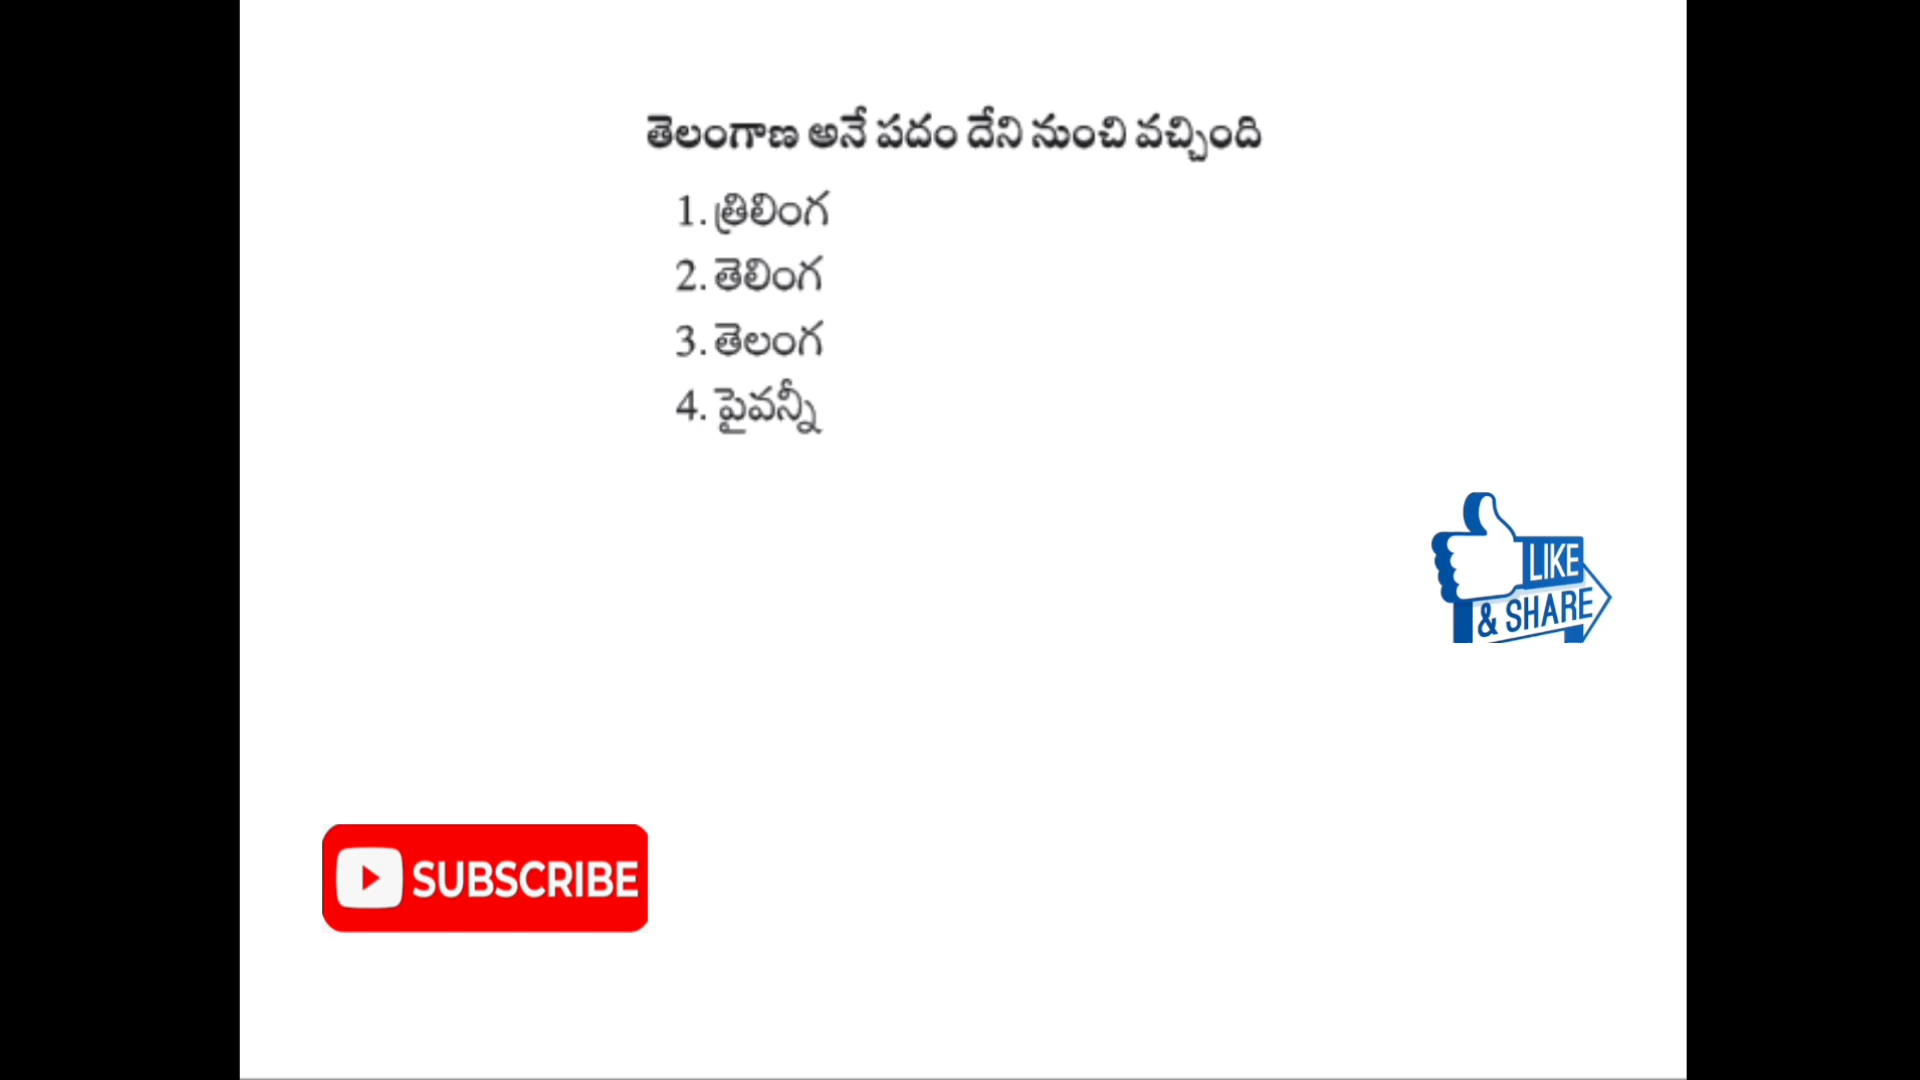 తెలంగాణ అనే పదం దేని నుంచి వచ్చింది
1. త్రిలింగ
2. తెలింగ
3. తెలంగ
4. పైవన్నీ
LIKE
& SHARE
SUBSCRIBE